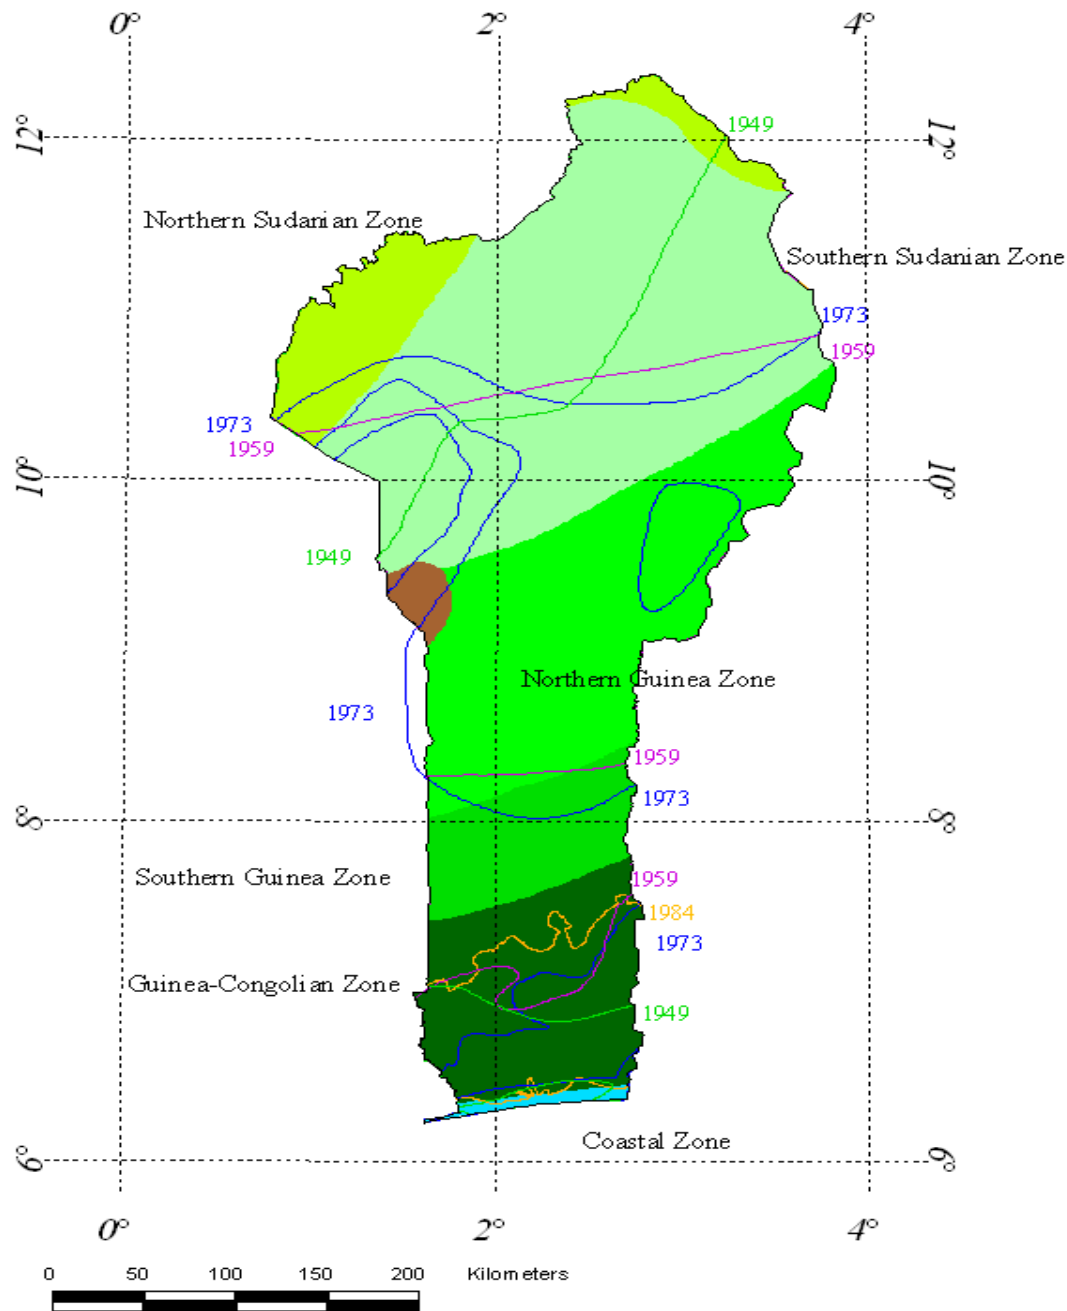 0° 2° 4°
12° 1949 12°
Northern Sudanian Zone
Southern Sudanian Zone
1973
1959
1973
1959
10° 10°
1949
Northern Guinea Zone
1973
1959
1973
8° 8°
Southern Guinea Zone
1959
1984
1973
Guinea-Congolian Zone
1949
Coastal Zone
6° 6°
0° 2° 4°
0 50 100 150 200 Kilometers